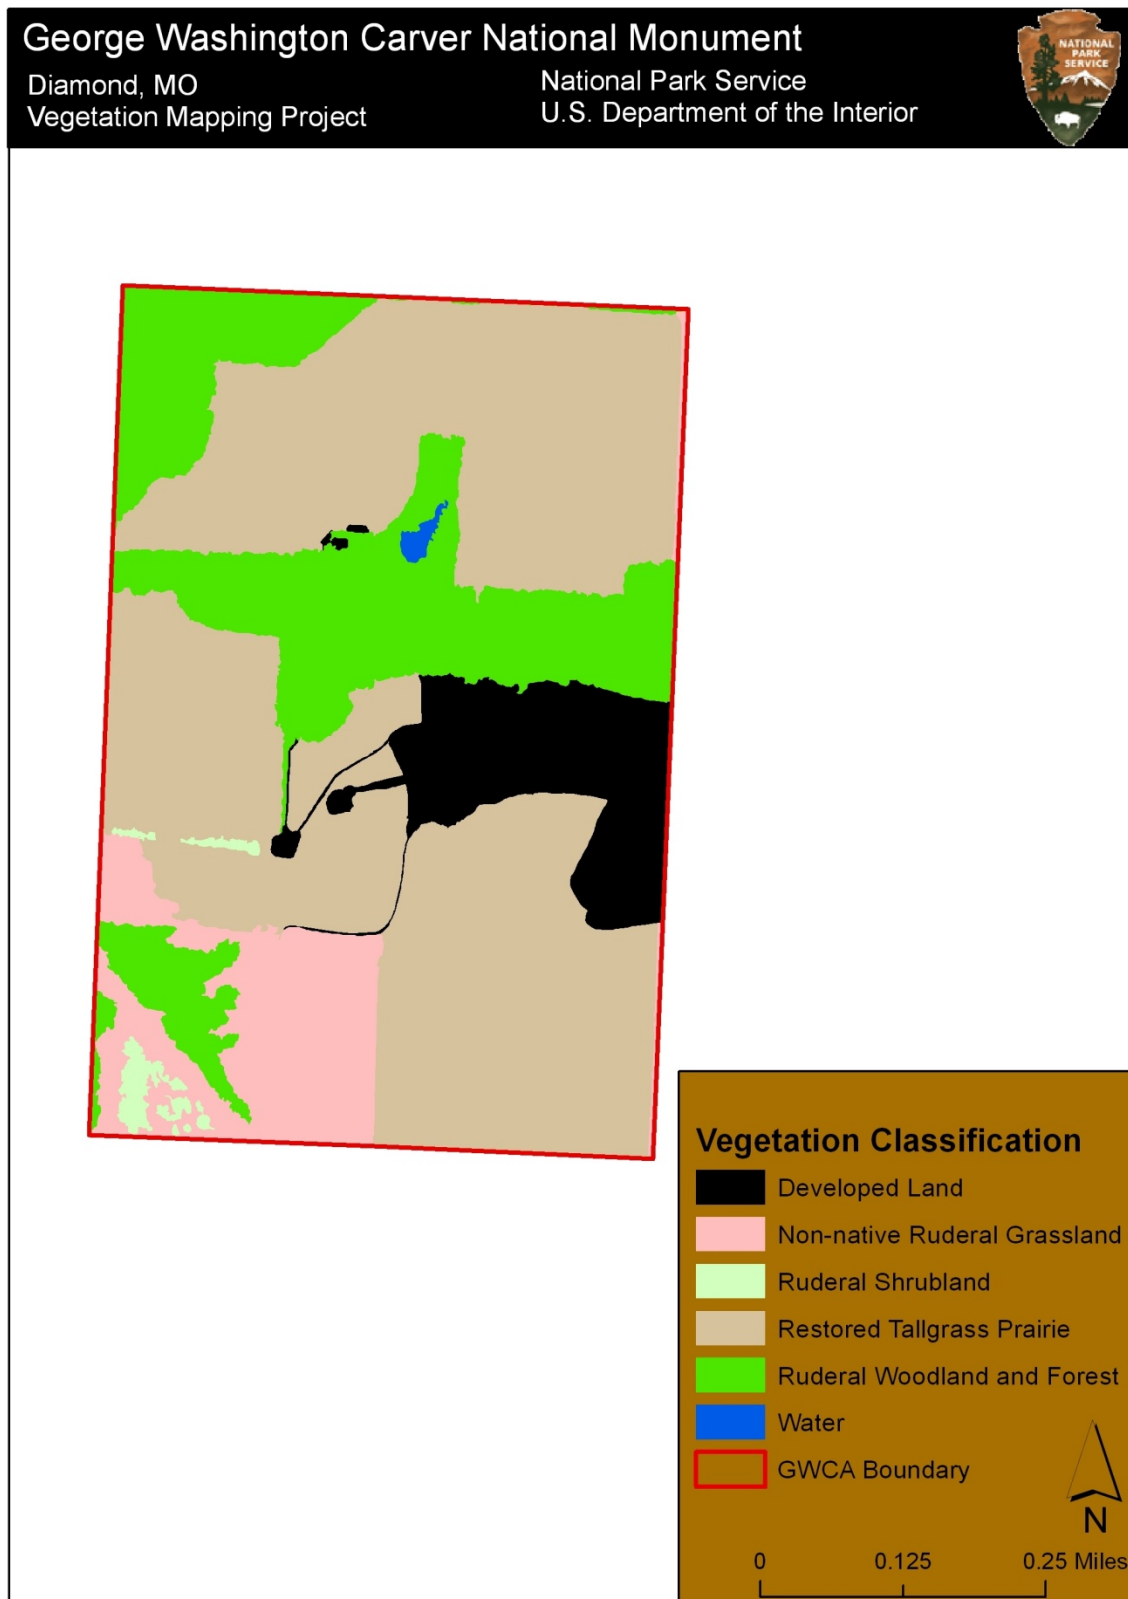 George Washington Carver National Monument
Diamond, MO
Vegetation Mapping Project
National Park Service
U.S. Department of the Interior
NATIONAL
PARK
SERVICE
Vegetation Classification
Developed Land
Non-native Ruderal Grassland
Ruderal Shrubland
Restored Tallgrass Prairie
Ruderal Woodland and Forest
Water
GWCA Boundary
N
0 0.125 0.25 Miles